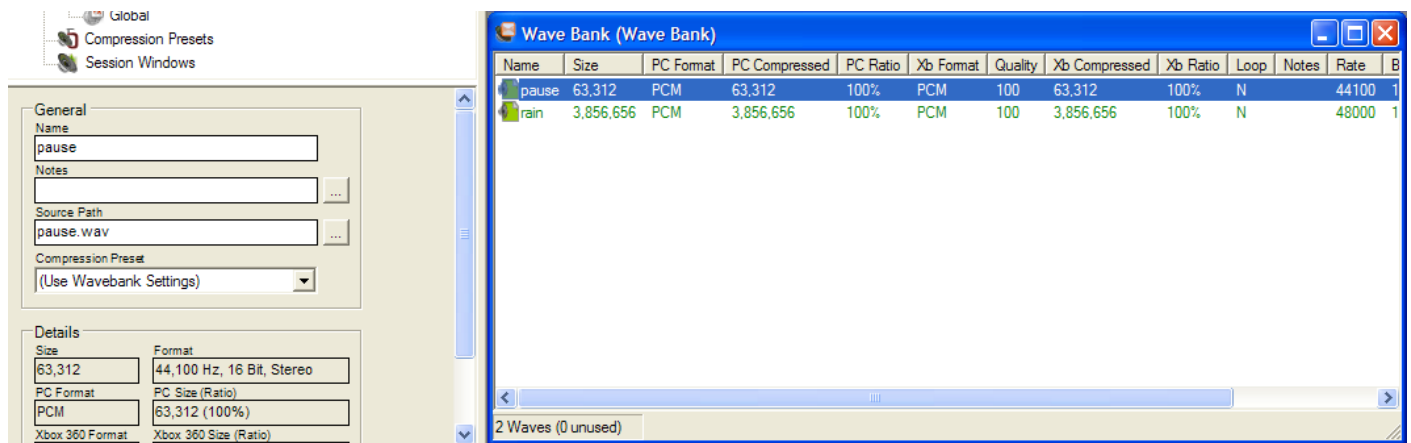 Global
Compression Presets
Session Windows
General
Name
pause
Notes
...
Source Path
pause.wav
...
Compression Preset
(Use Wavebank Settings)
Details
Size Format
63,312 44,100 Hz, 16 Bit, Stereo
PC Format PC Size (Ratio)
PCM 63,312 (100%)
Xbox 360 Format Xbox 360 Size (Ratio)
Wave Bank (Wave Bank)
Name Size PC Format PC Compressed PC Ratio Xb Format Quality Xb Compressed Xb Ratio Loop Notes Rate B
pause 63,312 PCM 63,312 100% PCM 100 63,312 100% N 44100 1
rain 3,856,656 PCM 3,856,656 100% PCM 100 3,856,656 100% N 48000 1
2 Waves (0 unused)